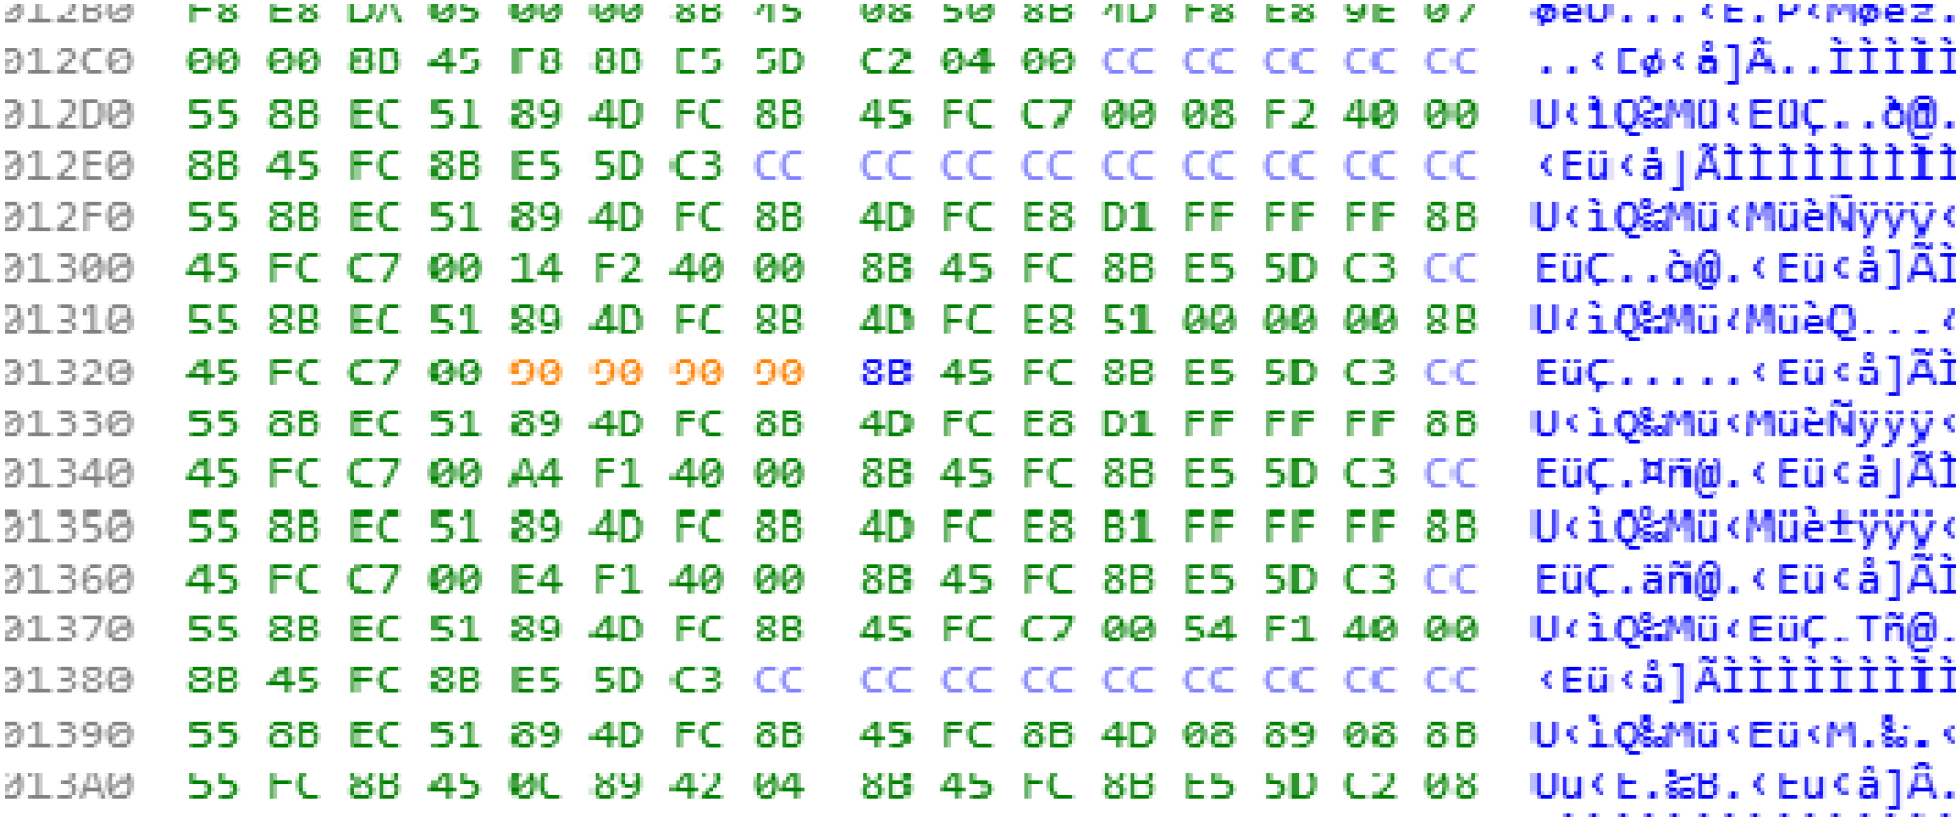 012B0 F8 E8 DA 05 00 00 8B 45 08 50 8B 4D F8 E8 9E 07 øèÚ...‹E.P‹Møèž.
012C0 00 00 8B 45 F8 8B E5 5D C2 04 00 CC CC CC CC CC ..‹Eø‹å]Â..ÌÌÌÌÌ
012D0 55 8B EC 51 89 4D FC 8B 45 FC C7 00 08 F2 40 00 U‹ìQ‰Mü‹EüÇ..ò@.
012E0 8B 45 FC 8B E5 5D C3 CC CC CC CC CC CC CC CC CC ‹Eü‹å]ÃÌÌÌÌÌÌÌÌÌ
012F0 55 8B EC 51 89 4D FC 8B 4D FC E8 D1 FF FF FF 8B U‹ìQ‰Mü‹MüèÑÿÿÿ‹
01300 45 FC C7 00 14 F2 40 00 8B 45 FC 8B E5 5D C3 CC EüÇ..ò@.‹Eü‹å]ÃÌ
01310 55 8B EC 51 89 4D FC 8B 4D FC E8 51 00 00 00 8B U‹ìQ‰Mü‹MüèQ...‹
01320 45 FC C7 00 90 90 90 90 8B 45 FC 8B E5 5D C3 CC EüÇ.....‹Eü‹å]ÃÌ
01330 55 8B EC 51 89 4D FC 8B 4D FC E8 D1 FF FF FF 8B U‹ìQ‰Mü‹MüèÑÿÿÿ‹
01340 45 FC C7 00 A4 F1 40 00 8B 45 FC 8B E5 5D C3 CC EüÇ.¤ñ@.‹Eü‹å]ÃÌ
01350 55 8B EC 51 89 4D FC 8B 4D FC E8 B1 FF FF FF 8B U‹ìQ‰Mü‹Müè±ÿÿÿ‹
01360 45 FC C7 00 E4 F1 40 00 8B 45 FC 8B E5 5D C3 CC EüÇ.äñ@.‹Eü‹å]ÃÌ
01370 55 8B EC 51 89 4D FC 8B 45 FC C7 00 54 F1 40 00 U‹ìQ‰Mü‹EüÇ.Tñ@.
01380 8B 45 FC 8B E5 5D C3 CC CC CC CC CC CC CC CC CC ‹Eü‹å]ÃÌÌÌÌÌÌÌÌÌ
01390 55 8B EC 51 89 4D FC 8B 45 FC 8B 4D 08 89 08 8B U‹ìQ‰Mü‹Eü‹M.‰.‹
013A0 55 FC 8B 45 0C 89 42 04 8B 45 FC 8B E5 5D C2 08 Uü‹E.‰B.‹Eü‹å]Â.